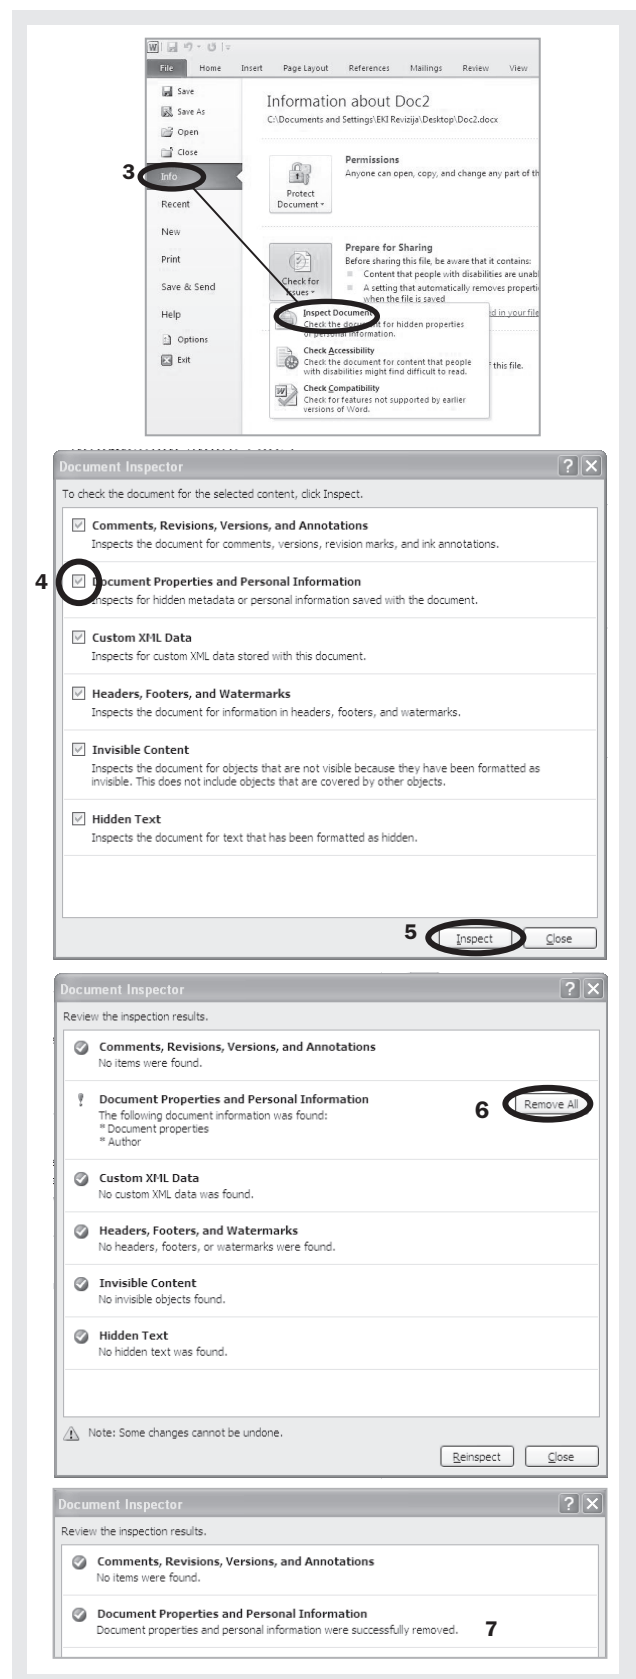 File Home Insert Page Layout References Mailings Review View
Save
Save As
Open
Close
3
Info
Recent
New
Print
Save & Send
Help
Options
Exit
Information about Doc2
C:\Documents and Settings\EKI Revizija\Desktop\Doc2.docx
Protect
Document
Permissions
Anyone can open, copy, and change any part of th
Check for
Issues
Prepare for Sharing
Before sharing this file, be aware that it contains:
Content that people with disabilities are unab
A setting that automatically removes properti
when the file is saved
d in your file
Inspect Document
Check the document for hidden properties
or personal information.
Check Accessibility
Check the document for content that people
with disabilities might find difficult to read.
f this file.
Check Compatibility
Check for features not supported by earlier
versions of Word.
Document Inspector
To check the document for the selected content, click Inspect.
Comments, Revisions, Versions, and Annotations
Inspects the document for comments, versions, revision marks, and ink annotations.
4
Document Properties and Personal Information
Inspects for hidden metadata or personal information saved with the document.
Custom XML Data
Inspects for custom XML data stored with this document.
Headers, Footers, and Watermarks
Inspects the document for information in headers, footers, and watermarks.
Invisible Content
Inspects the document for objects that are not visible because they have been formatted as
invisible. This does not include objects that are covered by other objects.
Hidden Text
Inspects the document for text that has been formatted as hidden.
5
Inspect Close
Document Inspector
Review the inspection results.
Comments, Revisions, Versions, and Annotations
No items were found.
Document Properties and Personal Information
The following document information was found:
* Document properties
* Author
6
Remove All
Custom XML Data
No custom XML data was found.
Headers, Footers, and Watermarks
No headers, footers, or watermarks were found.
Invisible Content
No invisible objects found.
Hidden Text
No hidden text was found.
Note: Some changes cannot be undone.
Reinspect Close
Document Inspector
Review the inspection results.
Comments, Revisions, Versions, and Annotations
No items were found.
Document Properties and Personal Information
Document properties and personal information were successfully removed.
7